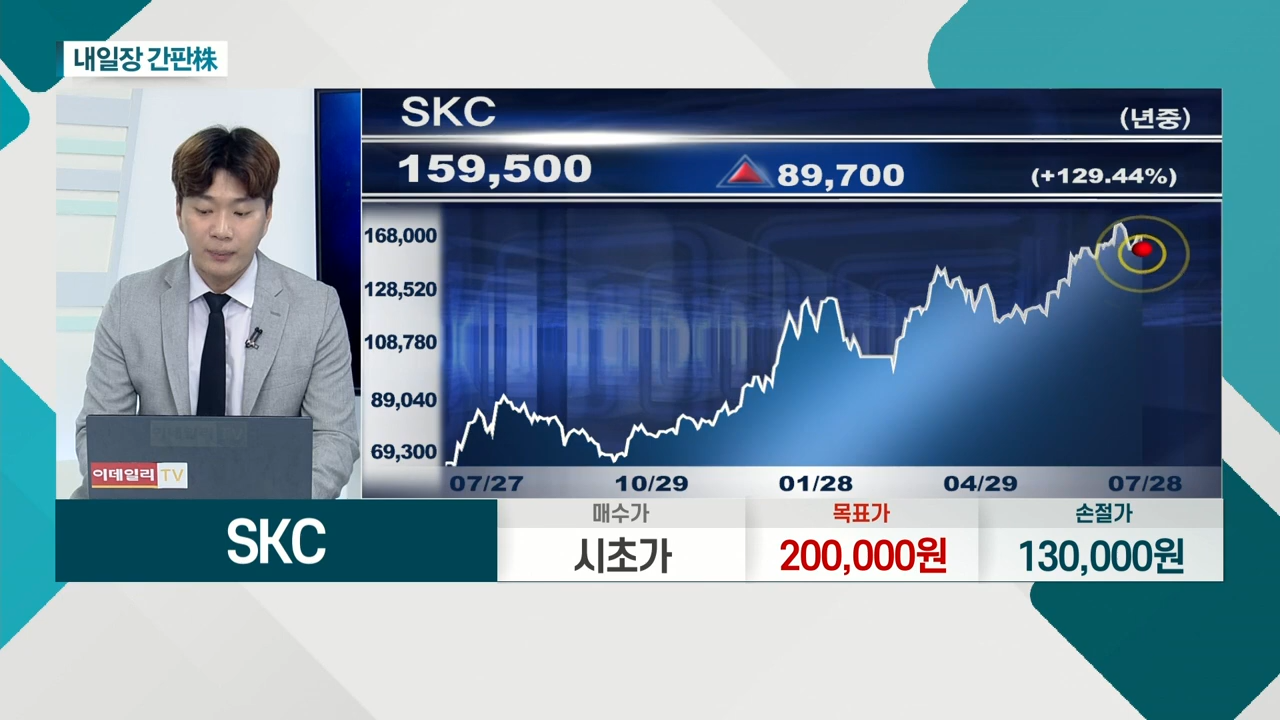 내일장 간판株
SKC
(년중)
159,500
89,700
(+129.44%)
168,000
128,520
108,780
89,040
69,300
07/27
10/29
01/28
04/29
07/28
이데일리TV
SKC
매수가
시초가
목표가
200,000원
손절가
130,000원